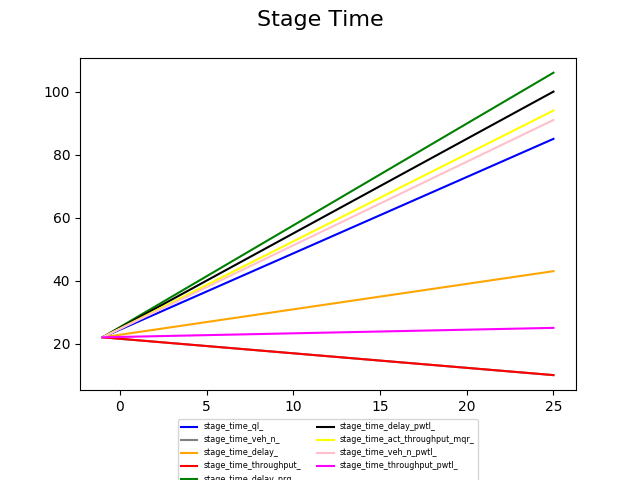 Stage Time
100
80
60
40
20
0
5
10
15
20
25
stage_time_ql_
stage_time_veh_n_
stage_time_delay_
stage_time_throughput_
stage_time_delay_pwtl_
stage_time_act_throughput_mqr_
stage_time_veh_n_pwtl_
stage_time_throughput_pwtl_